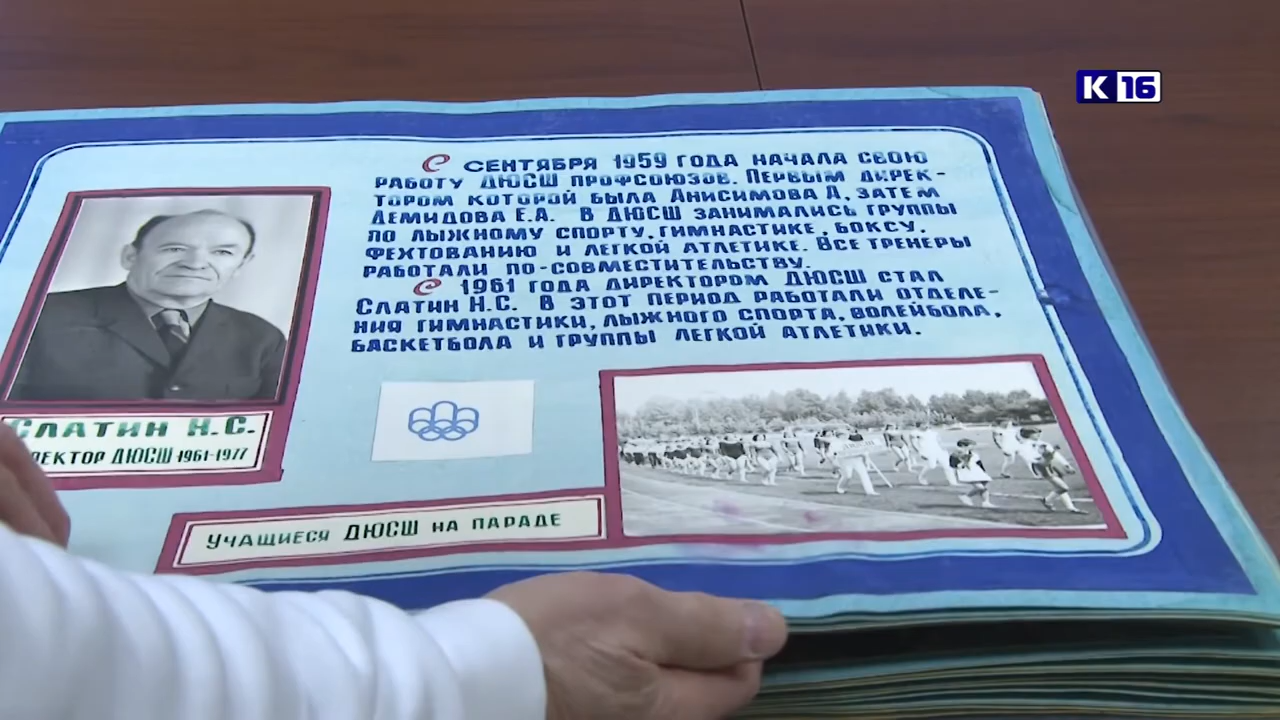 К 16
С СЕНТЯБРЯ 1959 ГОДА НАЧАЛА СВОЮ
РАБОТУ ДЮСШ ПРОФСОЮЗОВ. ПЕРВЫМ ДИРЕК-
ТОРОМ КОТОРОЙ БЫЛА АНИСИМОВА А, ЗАТЕМ
ДЕМИДОВА Е.А. В ДЮСШ ЗАНИМАЛИСЬ ГРУППЫ
ПО ЛЫЖНОМУ СПОРТУ, ГИМНАСТИКЕ, БОКСУ,
ФЕХТОВАНИЮ И ЛЕГКОЙ АТЛЕТИКЕ. ВСЕ ТРЕНЕРЫ
РАБОТАЛИ ПО-СОВМЕСТИТЕЛЬСТВУ.
С 1961 ГОДА ДИРЕКТОРОМ ДЮСШ СТАЛ
СЛАТИН Н.С. В ЭТОТ ПЕРИОД РАБОТАЛИ ОТДЕЛЕ-
НИЯ ГИМНАСТИКИ, ЛЫЖНОГО СПОРТА, ВОЛЕЙБОЛА,
БАСКЕТБОЛА И ГРУППЫ ЛЕГКОЙ АТЛЕТИКИ.
СЛАТИН Н.С.
РЕКТОР ДЮСШ 1961-1977
УЧАЩИЕСЯ ДЮСШ НА ПАРАДЕ